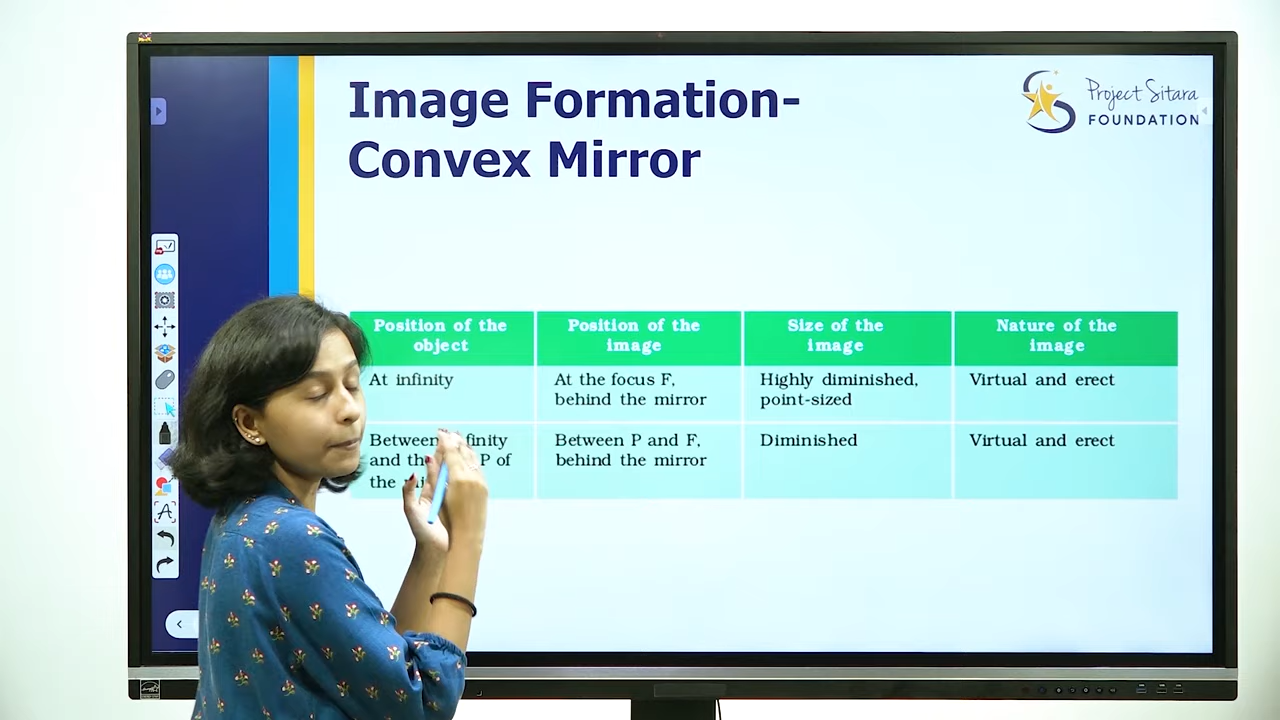 Image Formation-
Convex Mirror
Project Sitara
FOUNDATION
Position of the
object
Position of the
image
Size of the
image
Nature of the
image
At infinity
At the focus F,
behind the mirror
Highly diminished,
point-sized
Virtual and erect
Between
and the P of
the
Between P and F,
behind the mirror
Diminished
Virtual and erect